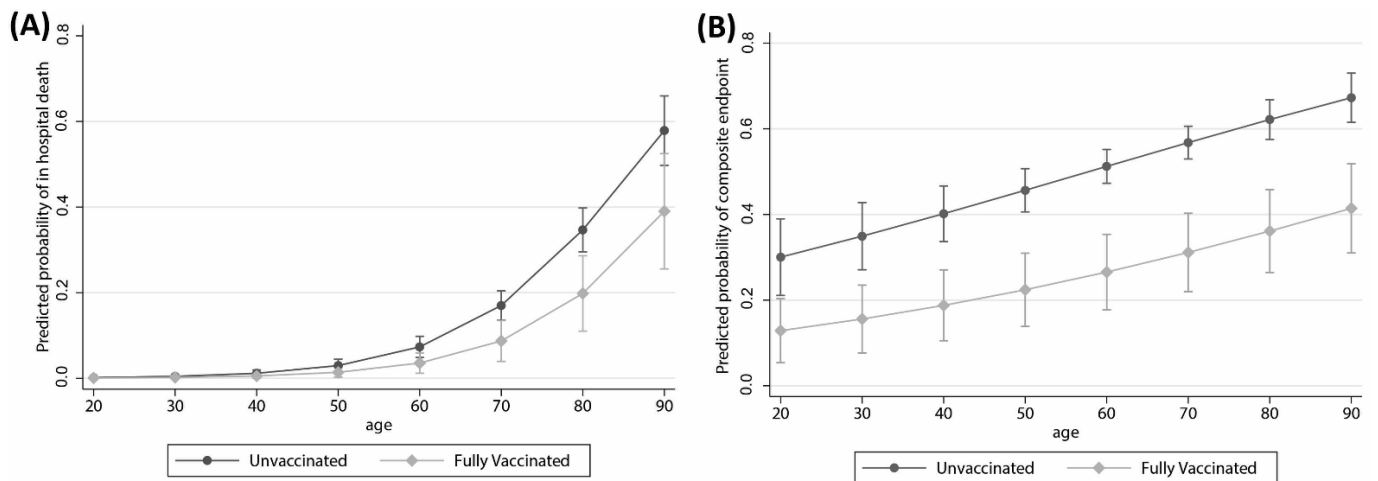 (A)
Predicted probability of in hospital death
0.8
0.6
0.4
0.2
0.0
20 30 40 50 60 70 80 90
age
Unvaccinated Fully Vaccinated
(B)
Predicted probability of composite endpoint
0.8
0.6
0.4
0.2
0.0
20 30 40 50 60 70 80 90
age
Unvaccinated Fully Vaccinated